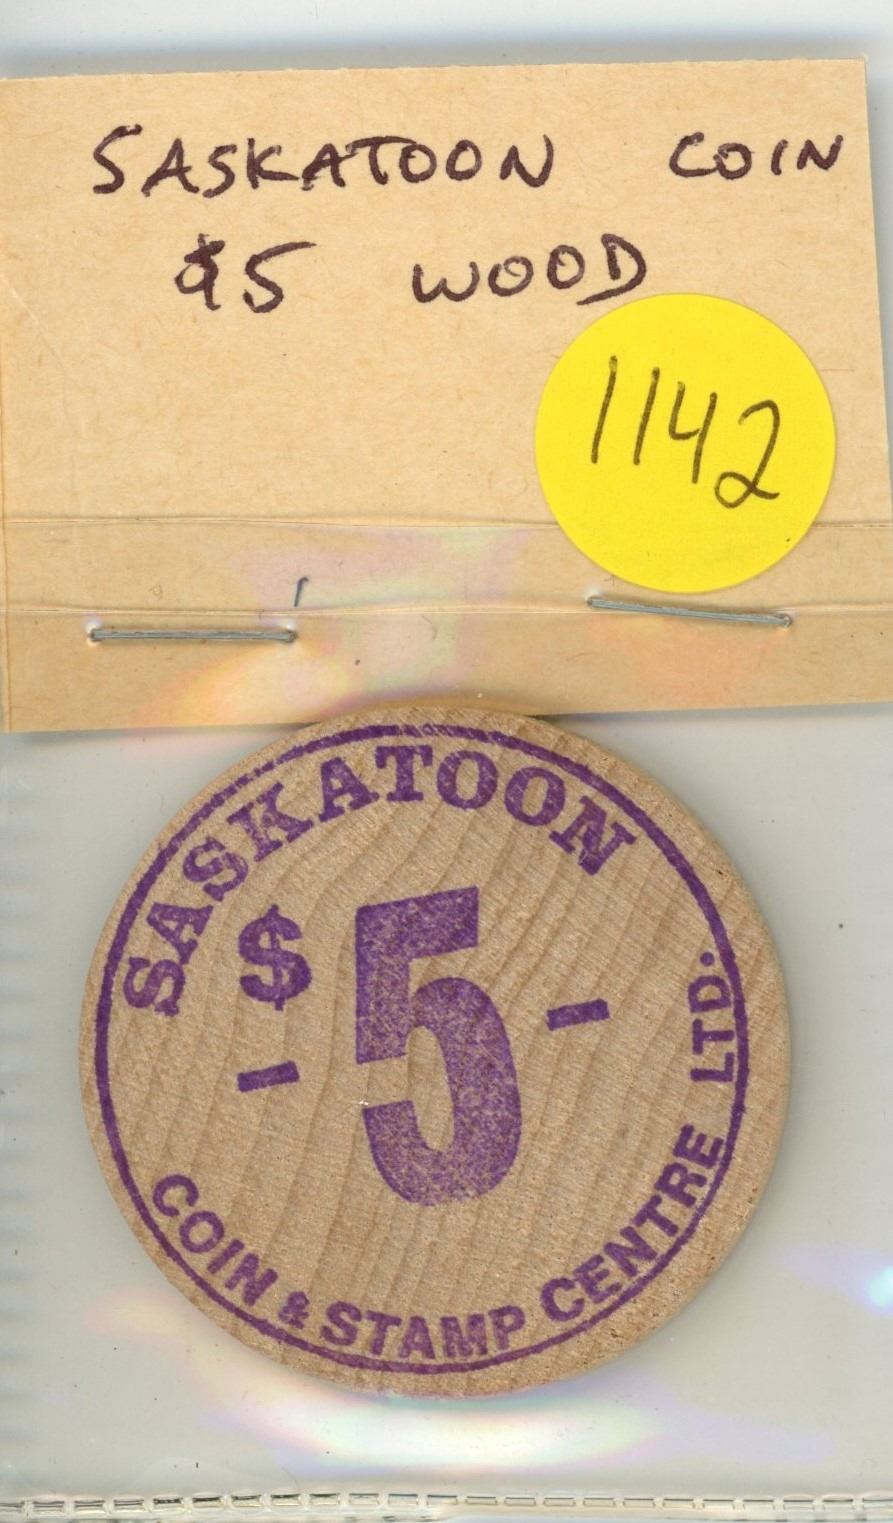 SASKATOON COIN
$5 WOOD
1142
SASKATOON
$
- 5 -
COIN & STAMP CENTRE LTD.